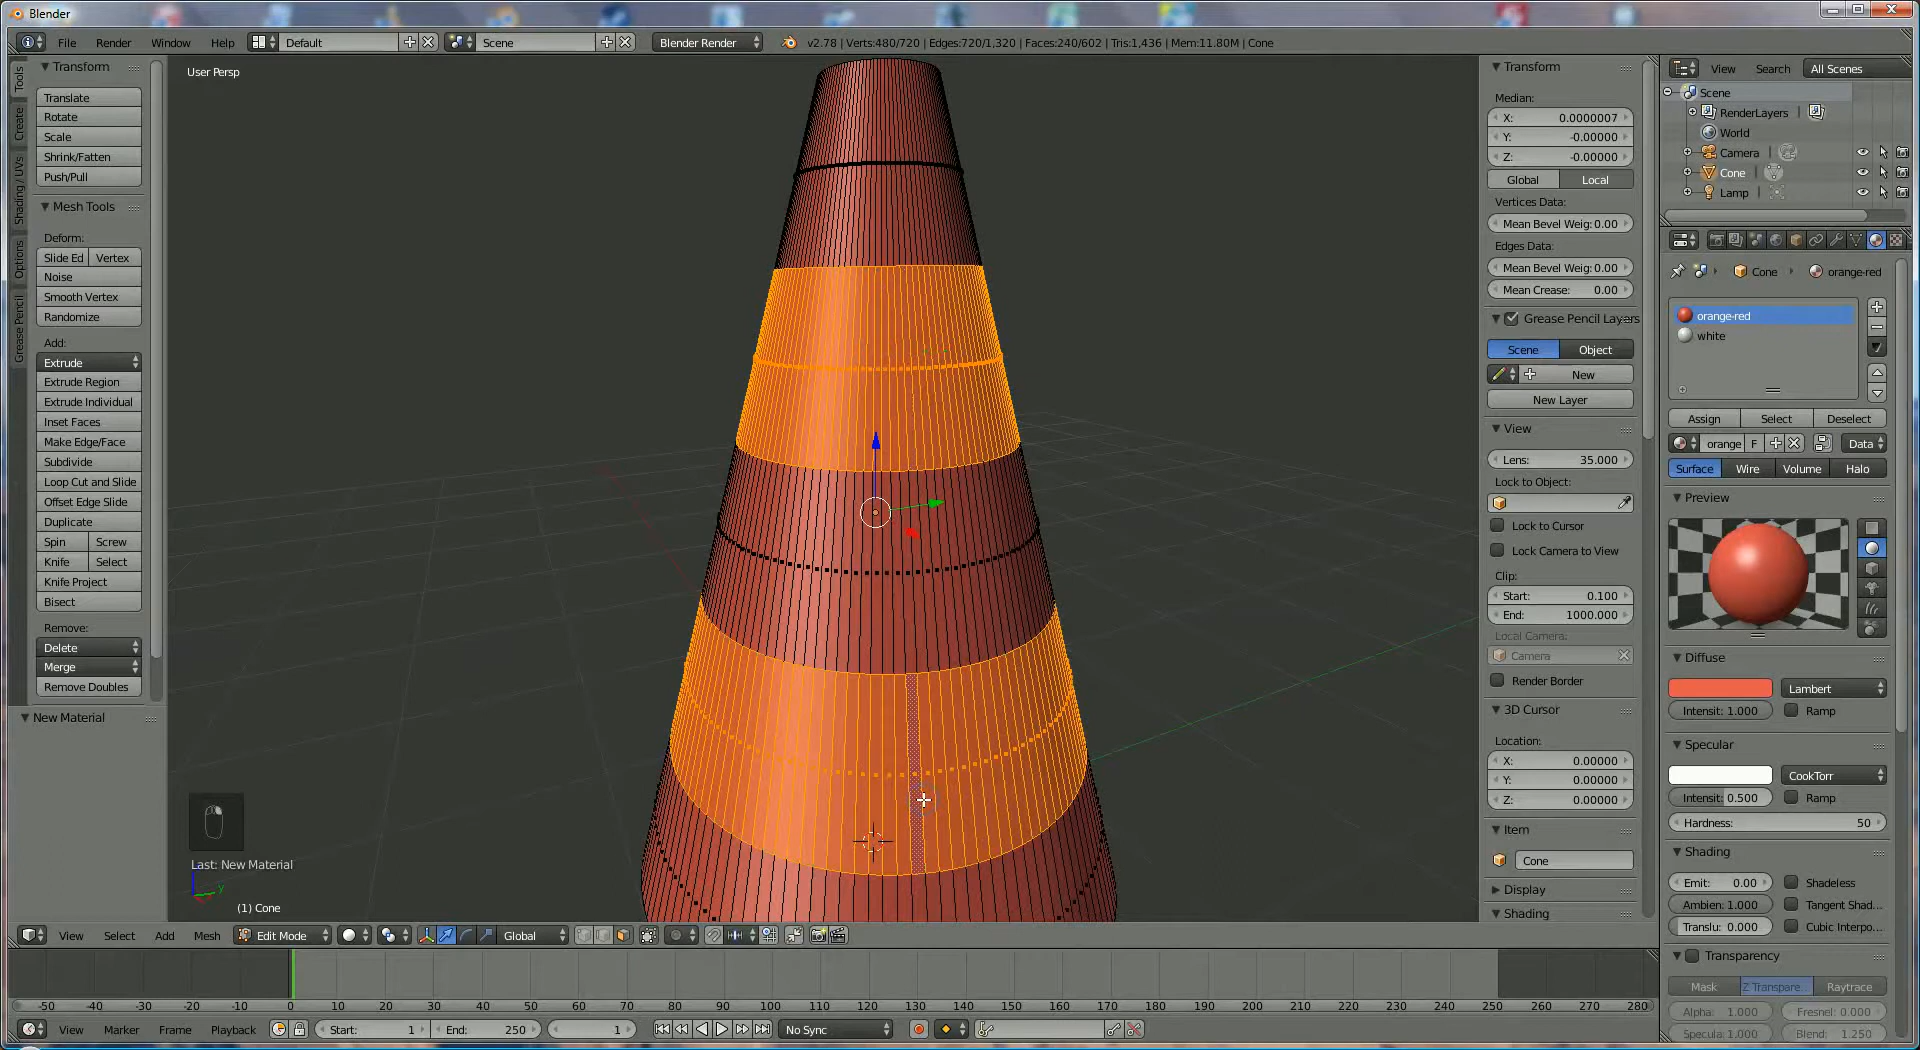 Blender
File Render Window Help Default Scene Blender Render v2.78 | Verts:480/720 | Edges:720/1,320 | Faces:240/602 | Tris:1,436 | Mem:11.80M | Cone
Tools
Create
Shading / UVs
Options
Grease Pencil
Transform
Translate
Rotate
Scale
Shrink/Fatten
Push/Pull
Mesh Tools
Deform:
Slide Ed Vertex
Noise
Smooth Vertex
Randomize
Add:
Extrude
Extrude Region
Extrude Individual
Inset Faces
Make Edge/Face
Subdivide
Loop Cut and Slide
Offset Edge Slide
Duplicate
Spin Screw
Knife Select
Knife Project
Bisect
Remove:
Delete
Merge
Remove Doubles
New Material
User Persp
Last: New Material
y
(1) Cone
Transform
Median:
X: 0.0000007
Y: -0.00000
Z: -0.00000
Global Local
Vertices Data:
Mean Bevel Weig: 0.00
Edges Data:
Mean Bevel Weig: 0.00
Mean Crease: 0.00
Grease Pencil Layers
Scene Object
New
New Layer
View
Lens: 35.000
Lock to Object:
Lock to Cursor
Lock Camera to View
Clip:
Start: 0.100
End: 1000.000
Local Camera:
Camera
Render Border
3D Cursor
Location:
X: 0.00000
Y: 0.00000
Z: 0.00000
Item
Cone
Display
Shading
View Search All Scenes
Scene
RenderLayers
World
Camera
Cone
Lamp
Cone orange-red
orange-red
white
Assign Select Deselect
orange F Data
Surface Wire Volume Halo
Preview
Diffuse
Lambert
Intensit: 1.000 Ramp
Specular
CookTorr
Intensit: 0.500 Ramp
Hardness: 50
Shading
Emit: 0.00 Shadeless
Ambien: 1.000 Tangent Shad...
Translu: 0.000 Cubic Interpo...
Transparency
Mask Z Transpare... Raytrace
Alpha: 1.000 Fresnel: 0.000
Specula: 1.000 Blend: 1.250
View Select Add Mesh Edit Mode Global
-50 -40 -30 -20 -10 0 10 20 30 40 50 60 70 80 90 100 110 120 130 140 150 160 170 180 190 200 210 220 230 240 250 260 270 280
View Marker Frame Playback Start: 1 End: 250 1 No Sync